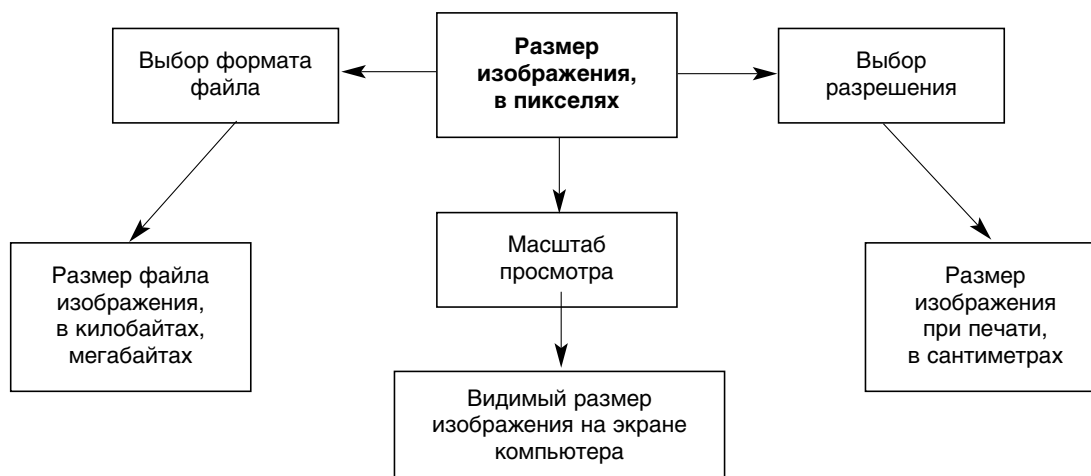 Выбор формата
файла
Размер
изображения,
в пикселях
Выбор
разрешения
Размер файла
изображения,
в килобайтах,
мегабайтах
Масштаб
просмотра
Размер
изображения
при печати,
в сантиметрах
Видимый размер
изображения на экране
компьютера